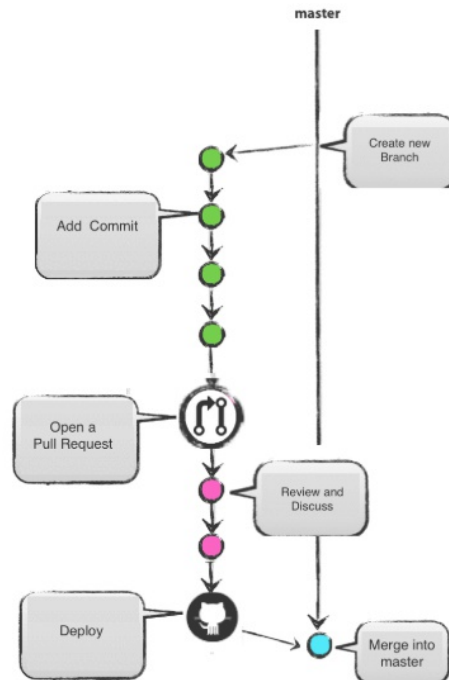 master
Create new
Branch
Add Commit
Open a
Pull Request
Review and
Discuss
Deploy
Merge into
master